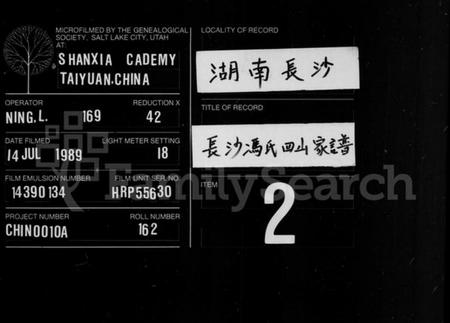 MICROFILMED BY THE GENEALOGICAL
SOCIETY, SALT LAKE CITY, UTAH
AT:
SHANXIA CADEMY
TAIYUAN.CHINA
OPERATOR
NING.L. 169
REDUCTION X
42
DATE FILMED
14 JUL 1989
LIGHT METER SETTING
18
FILM EMULSION NUMBER
14390134
FILM UNIT SER. NO.
HRP55630
PROJECT NUMBER
CHIN0010A
ROLL NUMBER
162
LOCALITY OF RECORD
湖南長沙
TITLE OF RECORD
長沙馮氏四山家譜
ITEM
2
FamilySearch